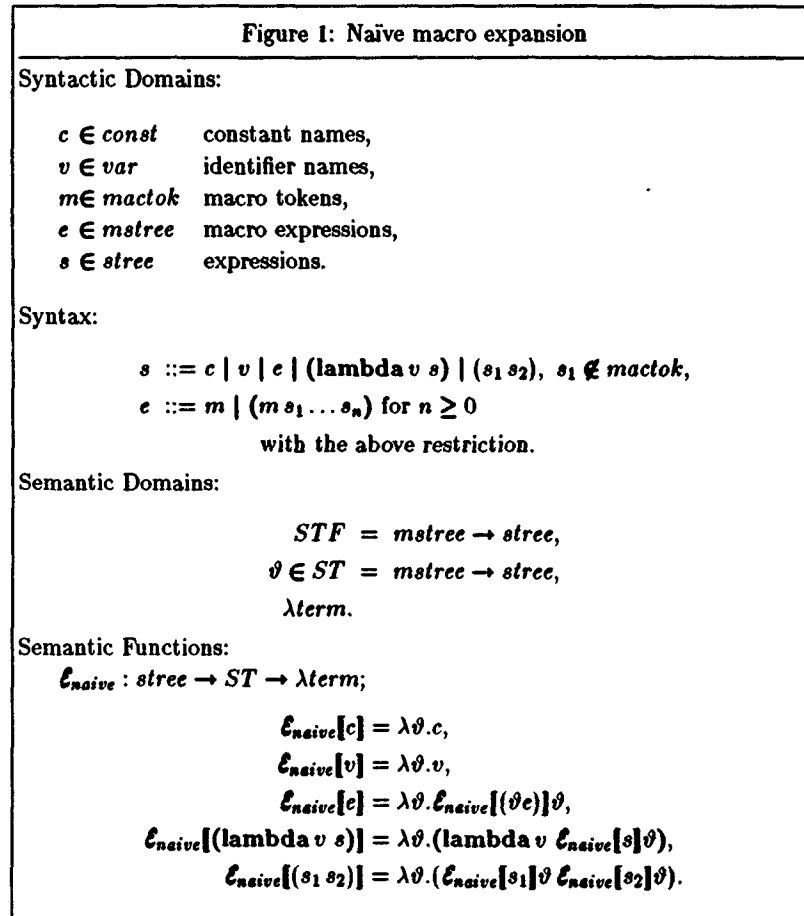 Figure 1: Naïve macro expansion
Syntactic Domains:
c ∈ const constant names,
v ∈ var identifier names,
m∈ mactok macro tokens,
e ∈ mstree macro expressions,
s ∈ stree expressions.
Syntax:
s ::= c | v | e | (lambda v s) | (s₁ s₂), s₁ ∉ mactok,
e ::= m | (m s₁ … sₙ) for n ≥ 0
with the above restriction.
Semantic Domains:
STF = mstree → stree,
ϑ ∈ ST = mstree → stree,
λterm.
Semantic Functions:
ℰnaive : stree → ST → λterm;
ℰnaive⟦c⟧ = λϑ.c,
ℰnaive⟦v⟧ = λϑ.v,
ℰnaive⟦e⟧ = λϑ.ℰnaive⟦(ϑe)⟧ϑ,
ℰnaive⟦(lambda v s)⟧ = λϑ.(lambda v ℰnaive⟦s⟧ϑ),
ℰnaive⟦(s₁ s₂)⟧ = λϑ.(ℰnaive⟦s₁⟧ϑ ℰnaive⟦s₂⟧ϑ).